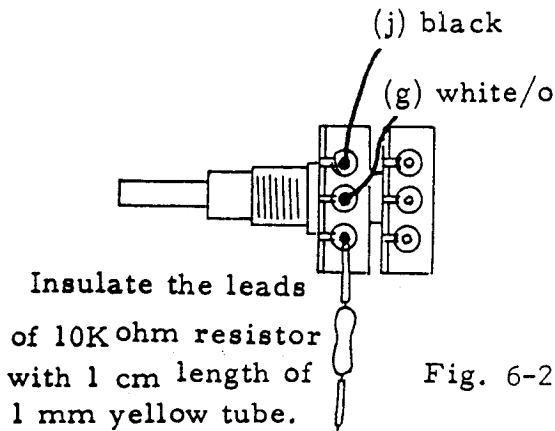 (j) black
(g) white/o
Insulate the leads
of 10K ohm resistor
with 1 cm length of
1 mm yellow tube.
Fig. 6-2